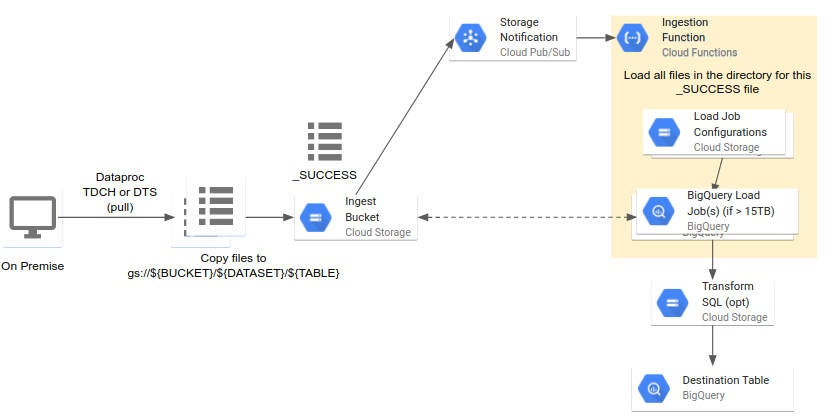 Storage
Notification
Cloud Pub/Sub
Ingestion
Function
Cloud Functions
Load all files in the directory for this
_SUCCESS file
Load Job
Configurations
Cloud Storage
_SUCCESS
Dataproc
TDCH or DTS
(pull)
On Premise
Copy files to
gs://${BUCKET}/${DATASET}/${TABLE}
Ingest
Bucket
Cloud Storage
BigQuery Load
Job(s) (if > 15TB)
BigQuery
Transform
SQL (opt)
Cloud Storage
Destination Table
BigQuery